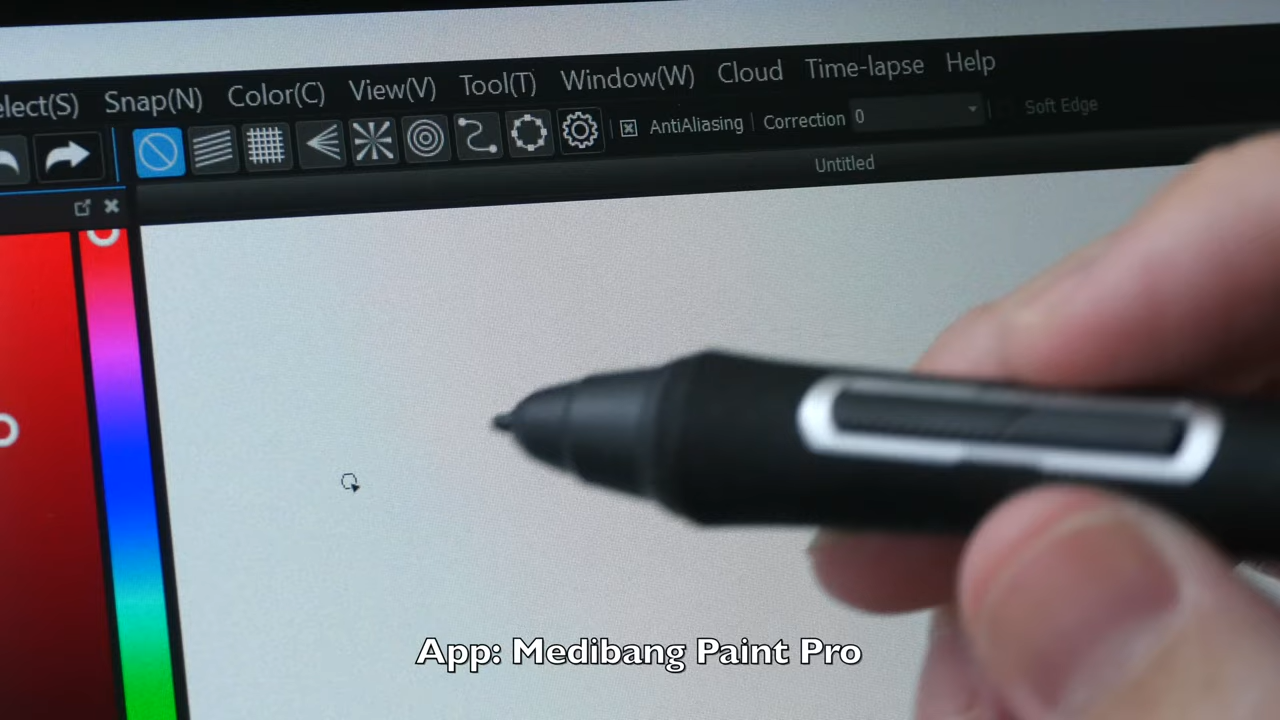 elect(S) Snap(N) Color(C) View(V) Tool(T) Window(W) Cloud Time-lapse Help
AntiAliasing Correction 0 Soft Edge
Untitled
App: Medibang Paint Pro